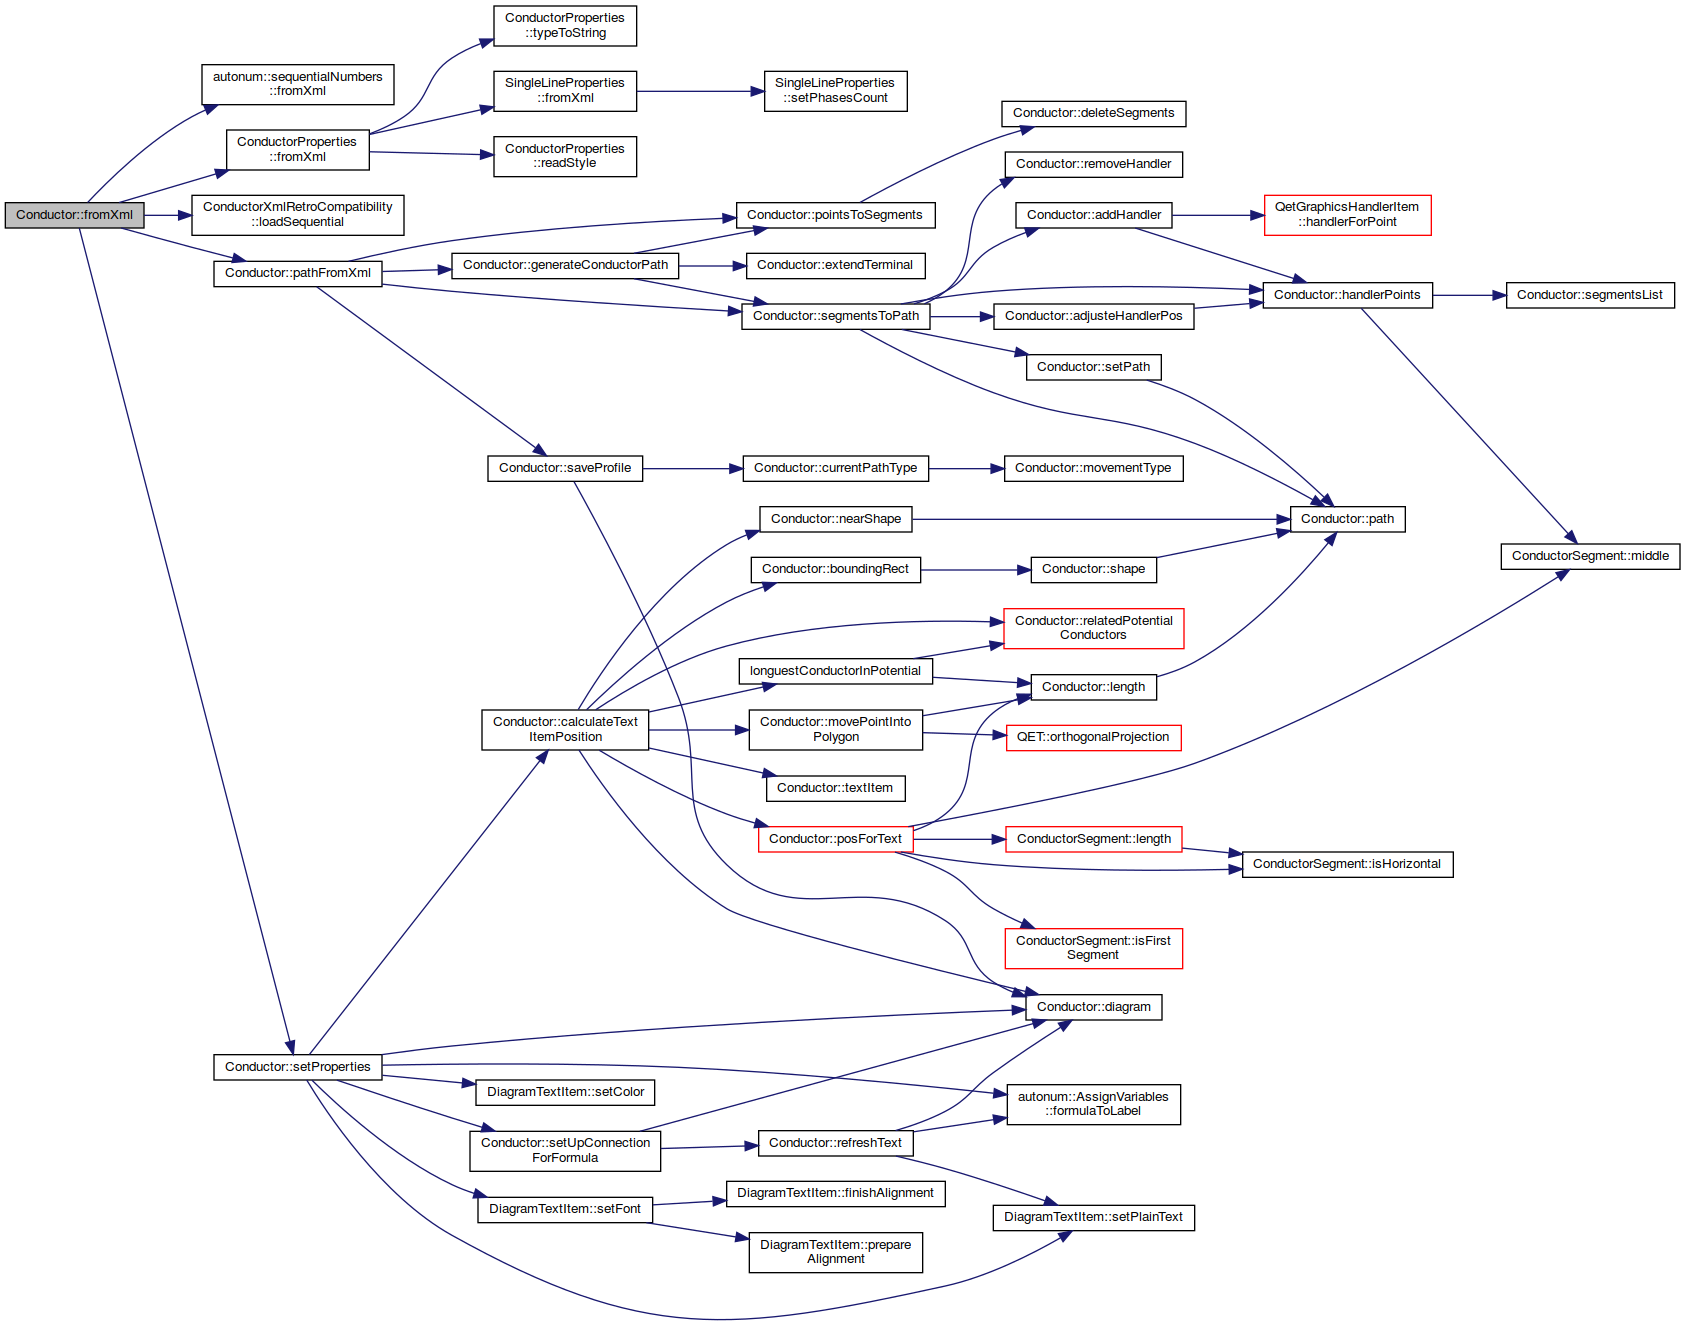 Conductor::fromXml
autonum::sequentialNumbers
::fromXml
ConductorProperties
::fromXml
ConductorXmlRetroCompatibility
::loadSequential
Conductor::pathFromXml
Conductor::setProperties
ConductorProperties
::typeToString
SingleLineProperties
::fromXml
ConductorProperties
::readStyle
SingleLineProperties
::setPhasesCount
Conductor::generateConductorPath
Conductor::saveProfile
Conductor::calculateText
ItemPosition
DiagramTextItem::setColor
Conductor::setUpConnection
ForFormula
DiagramTextItem::setFont
Conductor::pointsToSegments
Conductor::extendTerminal
Conductor::segmentsToPath
Conductor::currentPathType
Conductor::nearShape
Conductor::boundingRect
longuestConductorInPotential
Conductor::movePointInto
Polygon
Conductor::textItem
Conductor::posForText
Conductor::refreshText
DiagramTextItem::finishAlignment
DiagramTextItem::prepare
Alignment
Conductor::deleteSegments
Conductor::removeHandler
Conductor::addHandler
Conductor::adjusteHandlerPos
Conductor::setPath
Conductor::movementType
Conductor::shape
Conductor::relatedPotential
Conductors
Conductor::length
QET::orthogonalProjection
ConductorSegment::length
ConductorSegment::isFirst
Segment
Conductor::diagram
autonum::AssignVariables
::formulaToLabel
DiagramTextItem::setPlainText
QetGraphicsHandlerItem
::handlerForPoint
Conductor::handlerPoints
Conductor::path
ConductorSegment::isHorizontal
Conductor::segmentsList
ConductorSegment::middle